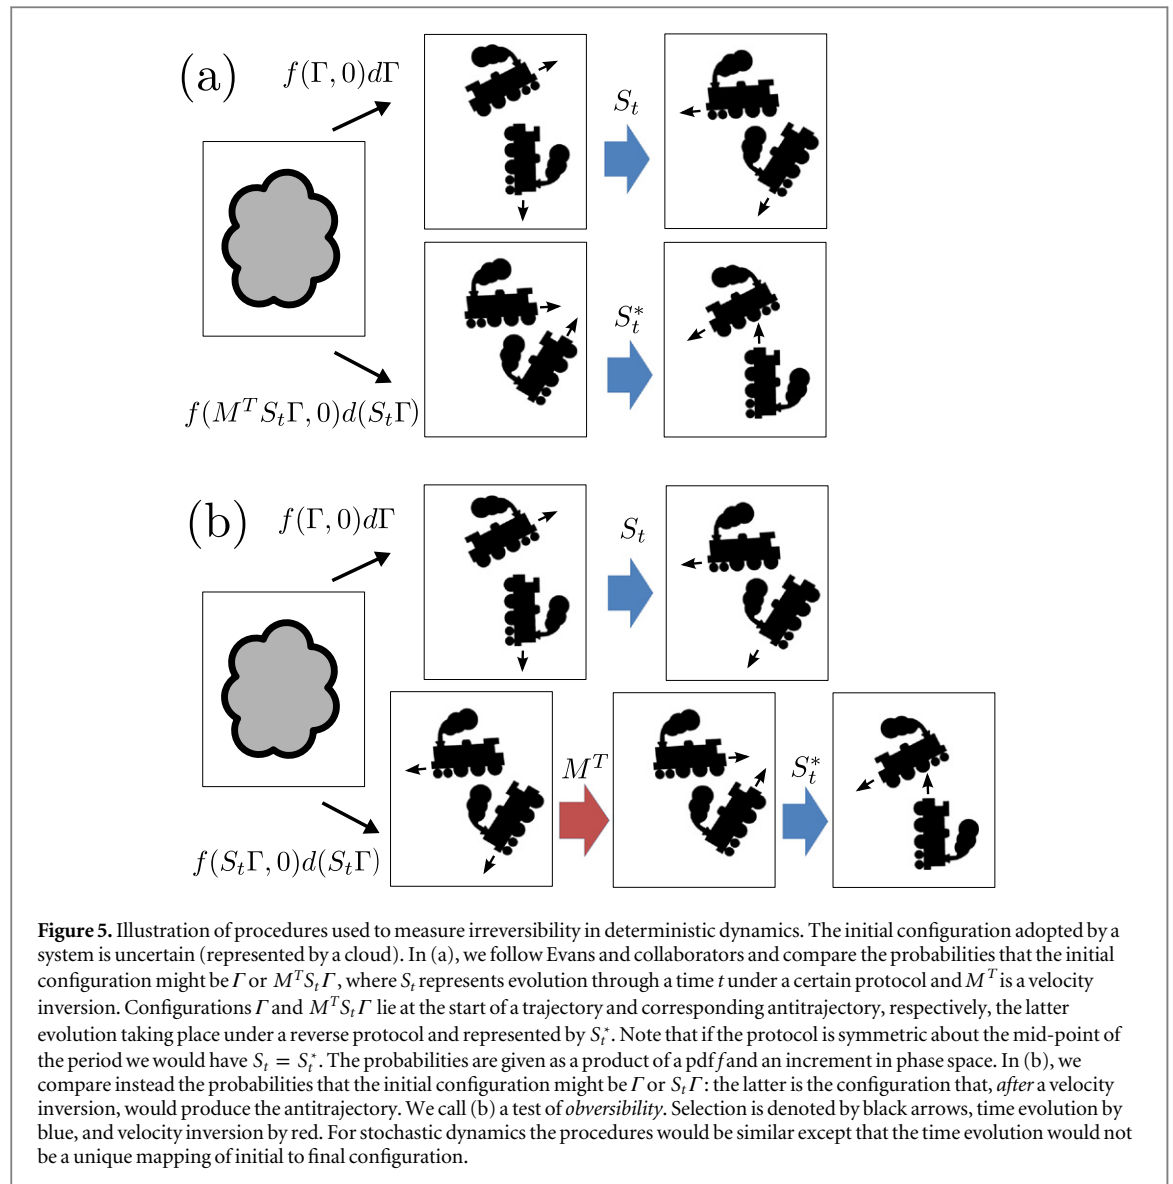 (a)
f(Γ, 0)dΓ
S_t
S_t^*
f(M^T S_tΓ, 0)d(S_tΓ)
(b)
f(Γ, 0)dΓ
S_t
M^T
S_t^*
f(S_tΓ, 0)d(S_tΓ)
Figure 5. Illustration of procedures used to measure irreversibility in deterministic dynamics. The initial configuration adopted by a
system is uncertain (represented by a cloud). In (a), we follow Evans and collaborators and compare the probabilities that the initial
configuration might be Γ or M^T S_t Γ, where S_t represents evolution through a time t under a certain protocol and M^T is a velocity
inversion. Configurations Γ and M^T S_t Γ lie at the start of a trajectory and corresponding antitrajectory, respectively, the latter
evolution taking place under a reverse protocol and represented by S_t^*. Note that if the protocol is symmetric about the mid-point of
the period we would have S_t = S_t^*. The probabilities are given as a product of a pdf f and an increment in phase space. In (b), we
compare instead the probabilities that the initial configuration might be Γ or S_t Γ: the latter is the configuration that, after a velocity
inversion, would produce the antitrajectory. We call (b) a test of obversibility. Selection is denoted by black arrows, time evolution by
blue, and velocity inversion by red. For stochastic dynamics the procedures would be similar except that the time evolution would not
be a unique mapping of initial to final configuration.